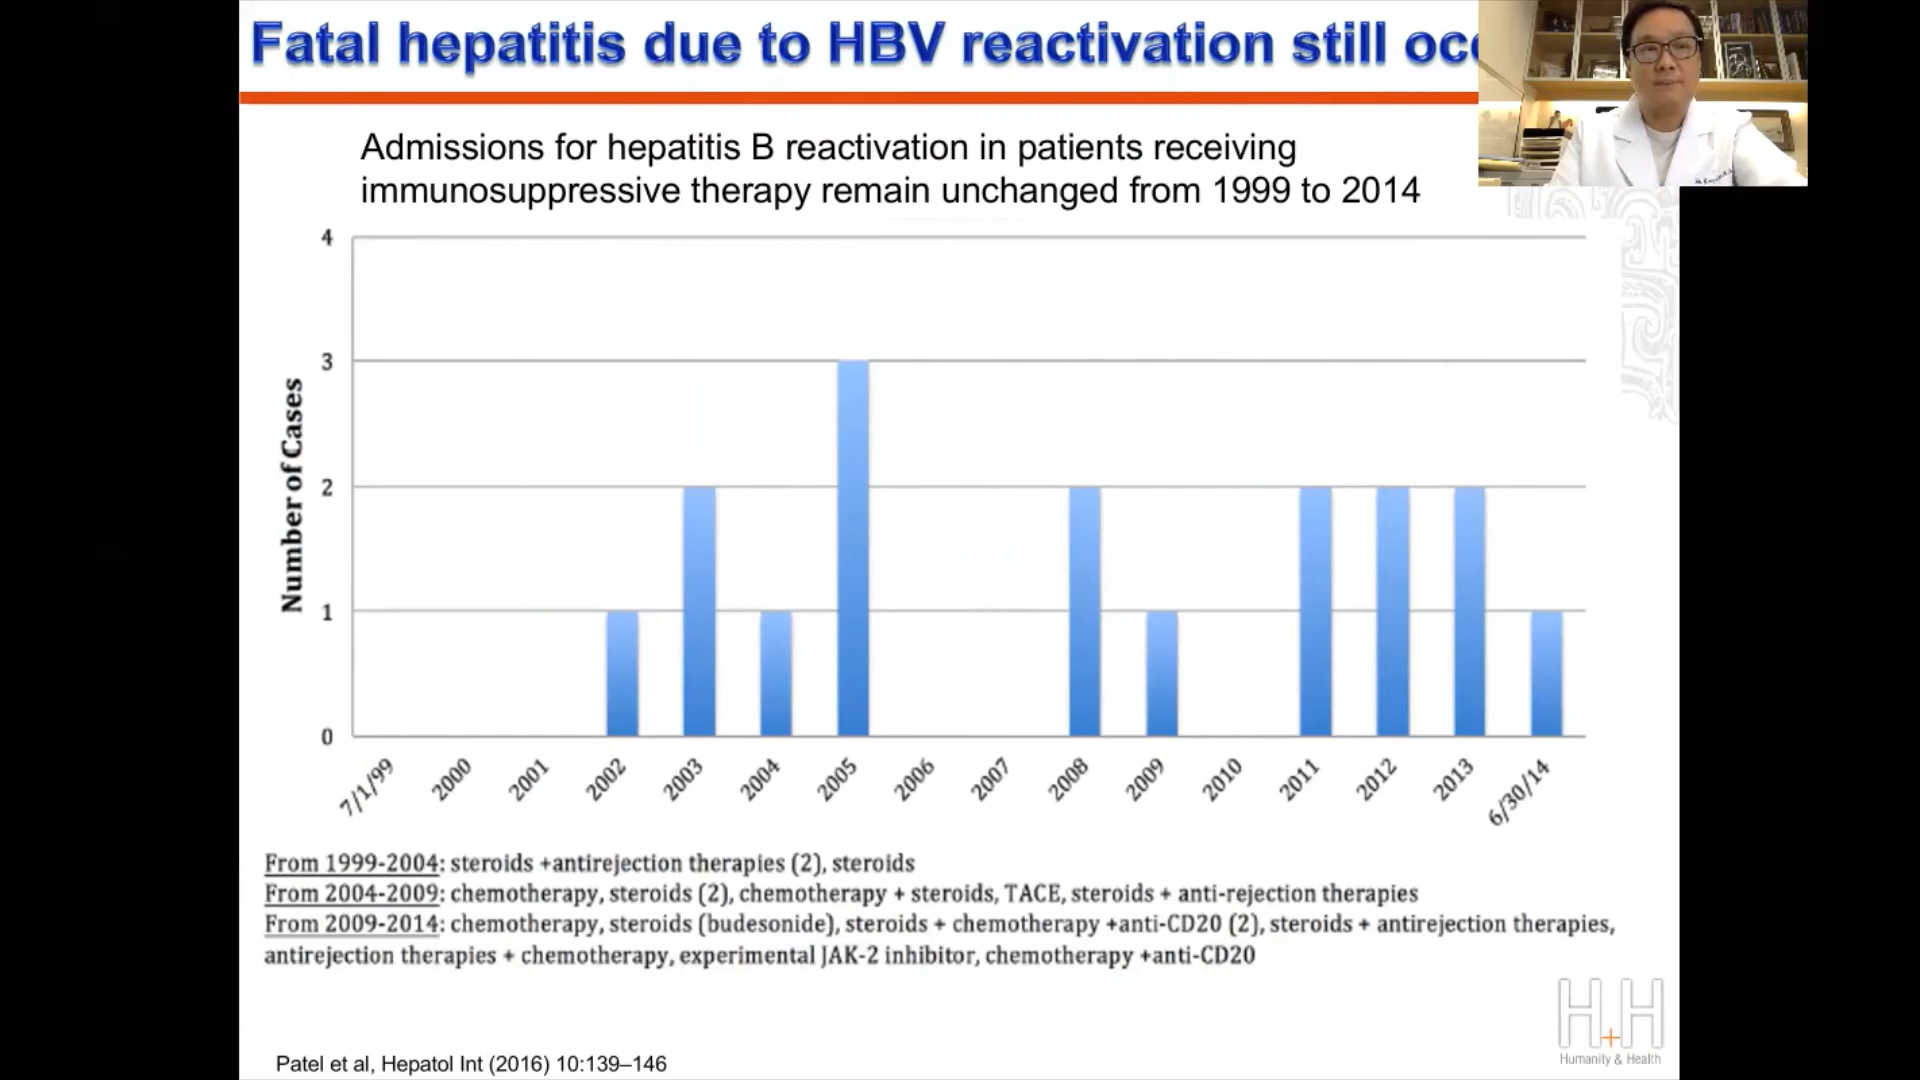 Fatal hepatitis due to HBV reactivation still
Admissions for hepatitis B reactivation in patients receiving
immunosuppressive therapy remain unchanged from 1999 to 2014
4
3
2
1
0
Number of Cases
7/1/99 2000 2001 2002 2003 2004 2005 2006 2007 2008 2009 2010 2011 2012 2013 6/30/14
From 1999-2004: steroids +antirejection therapies (2), steroids
From 2004-2009: chemotherapy, steroids (2), chemotherapy + steroids, TACE, steroids + anti-rejection therapies
From 2009-2014: chemotherapy, steroids (budesonide), steroids + chemotherapy +anti-CD20 (2), steroids + antirejection therapies,
antirejection therapies + chemotherapy, experimental JAK-2 inhibitor, chemotherapy +anti-CD20
H+H
Humanity & Health
Patel et al, Hepatol Int (2016) 10:139–146